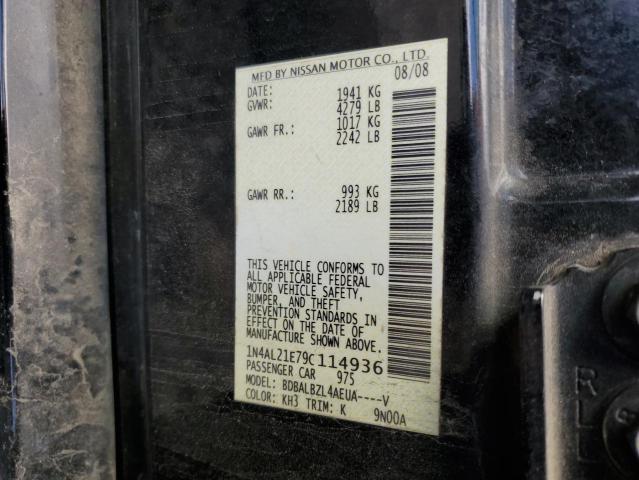 MFD BY NISSAN MOTOR CO., LTD.
DATE: 08/08
GVWR: 1941 KG
4279 LB
GAWR FR.: 1017 KG
2242 LB
GAWR RR.: 993 KG
2189 LB
THIS VEHICLE CONFORMS TO
ALL APPLICABLE FEDERAL
MOTOR VEHICLE SAFETY,
BUMPER, AND THEFT
PREVENTION STANDARDS IN
EFFECT ON THE DATE OF
MANUFACTURE SHOWN ABOVE.
1N4AL21E79C114936
PASSENGER CAR 975
MODEL: BDBALBZL4AEUA----V
COLOR: KH3 TRIM: K 9N00A